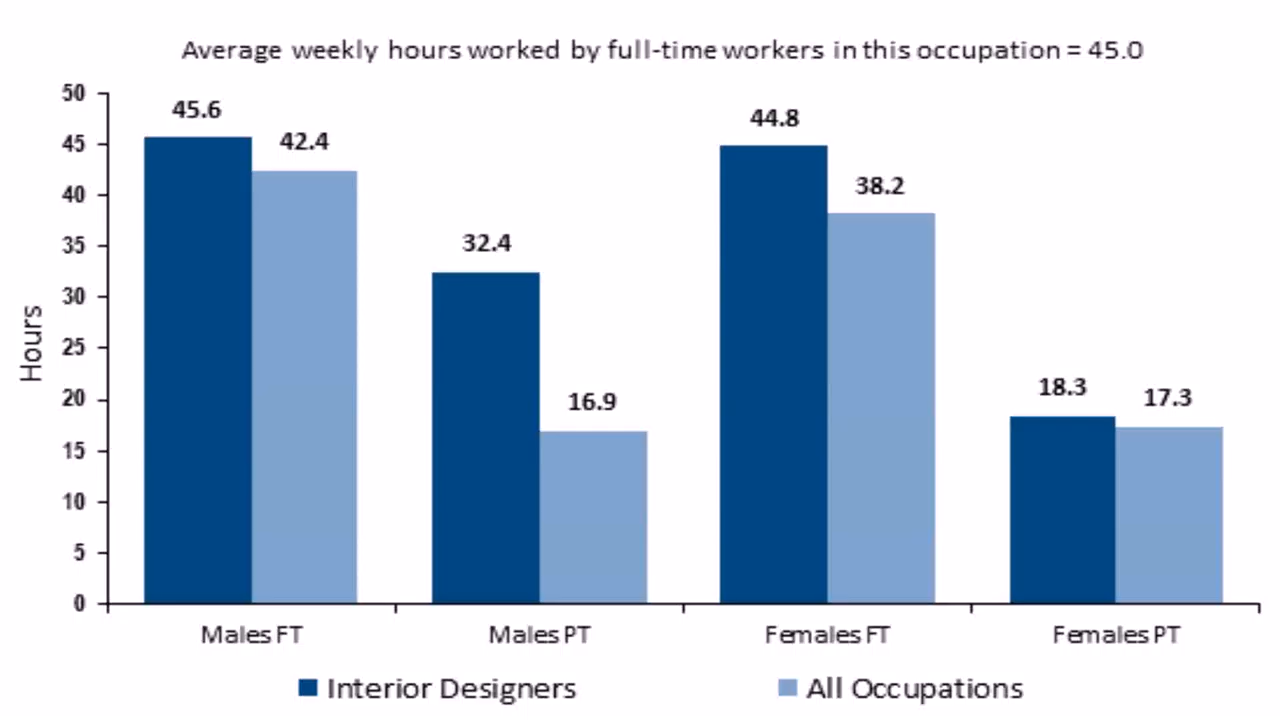 Average weekly hours worked by full-time workers in this occupation = 45.0
50
45
40
35
30
25
20
15
10
5
0
Hours
45.6
42.4
32.4
16.9
44.8
38.2
18.3
17.3
Males FT
Males PT
Females FT
Females PT
Interior Designers
All Occupations